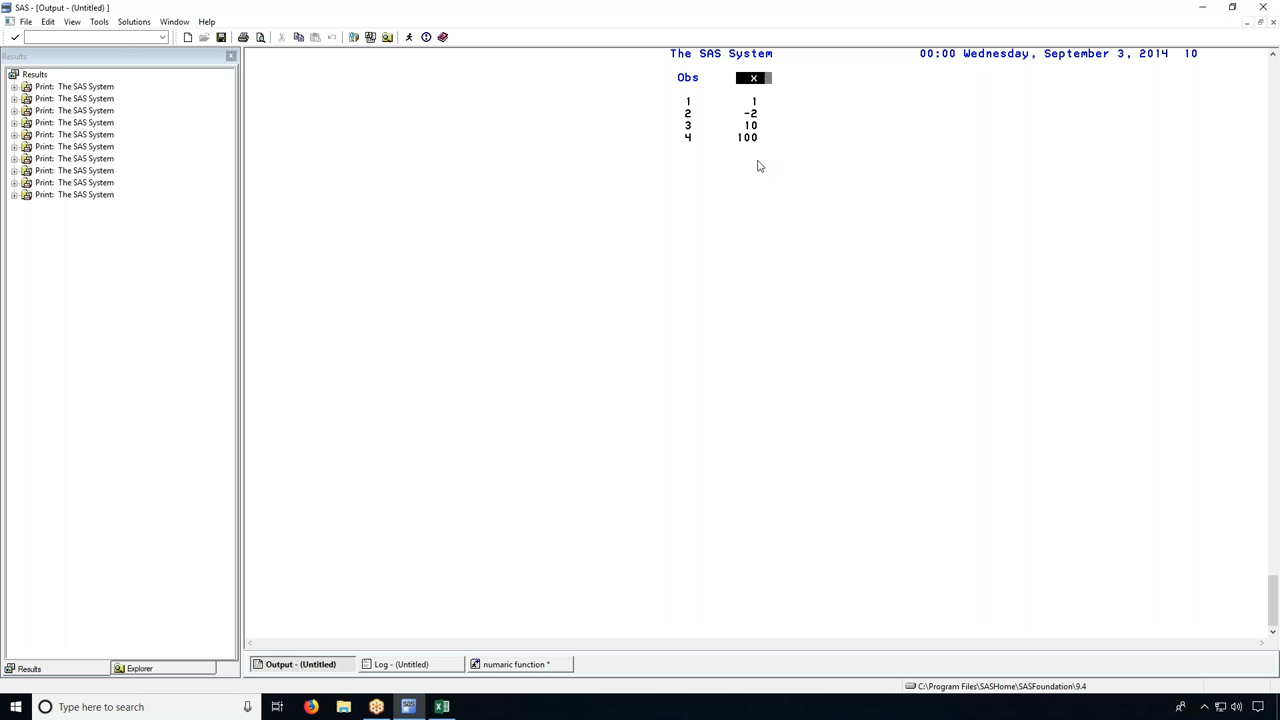 SAS - [Output - (Untitled) ]
File Edit View Tools Solutions Window Help
Results
The SAS System 00:00 Wednesday, September 3, 2014 10
Results
Obs x
Print: The SAS System
Print: The SAS System
Print: The SAS System
Print: The SAS System
Print: The SAS System
Print: The SAS System
Print: The SAS System
Print: The SAS System
Print: The SAS System
Print: The SAS System
1 1
2 -2
3 10
4 100
Results Explorer
Output - (Untitled) Log - (Untitled) numaric function *
C:\Program Files\SASHome\SASFoundation\9.4
Type here to search
SAS